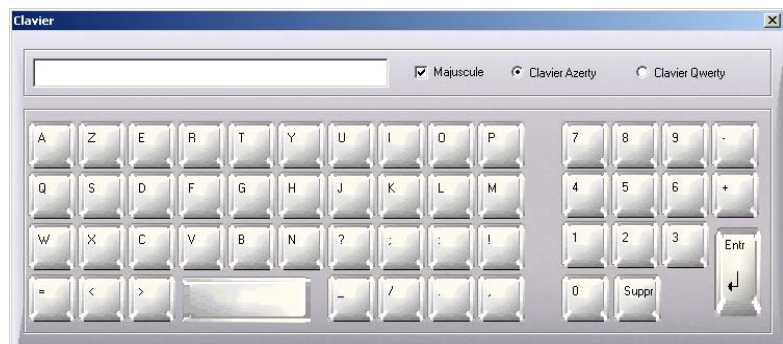 Clavier
Majuscule Clavier Azerty Clavier Qwerty
A Z E R T Y U I O P 7 8 9 -
Q S D F G H J K L M 4 5 6 +
W X C V B N ? ; : ! 1 2 3 Entr
= < > _ / . , 0 Suppr